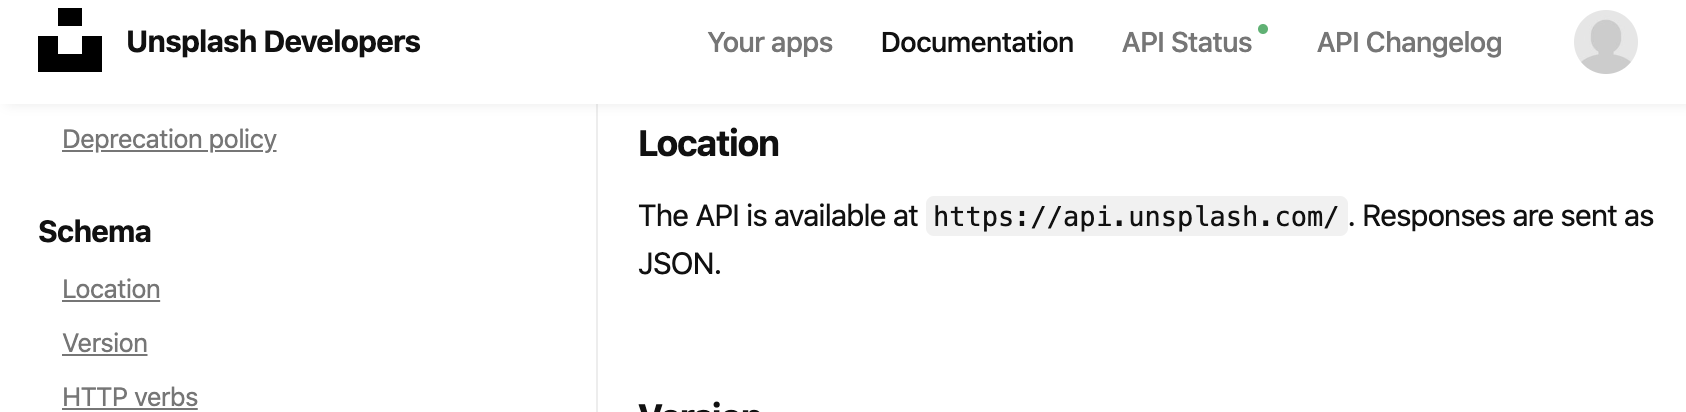 Unsplash Developers
Your apps
Documentation
API Status
API Changelog
Deprecation policy
Schema
Location
Version
HTTP verbs
Location
The API is available at https://api.unsplash.com/. Responses are sent as
JSON.
Version